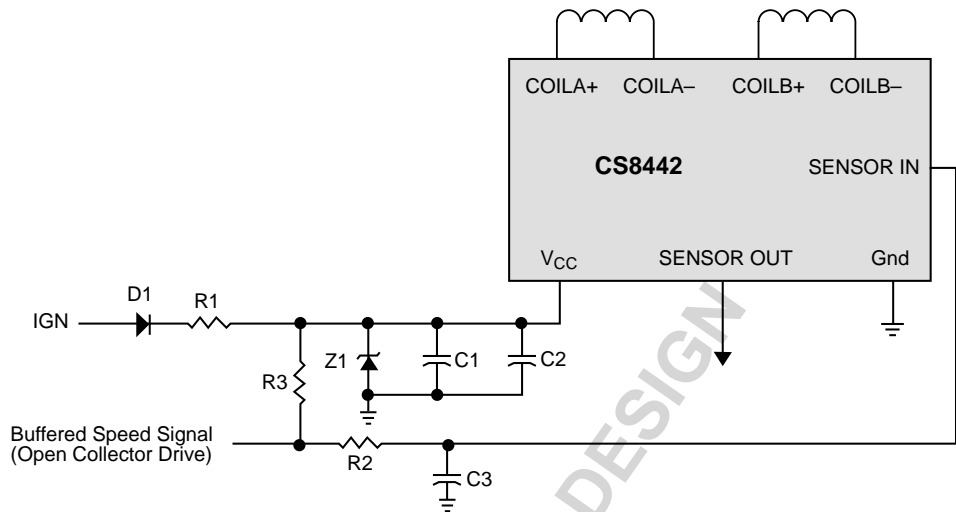 COILA+ COILA– COILB+ COILB–
CS8442
SENSOR IN
VCC SENSOR OUT Gnd
D1
R1
IGN
Z1
C1
C2
R3
Buffered Speed Signal
(Open Collector Drive)
R2
C3
DESIGN